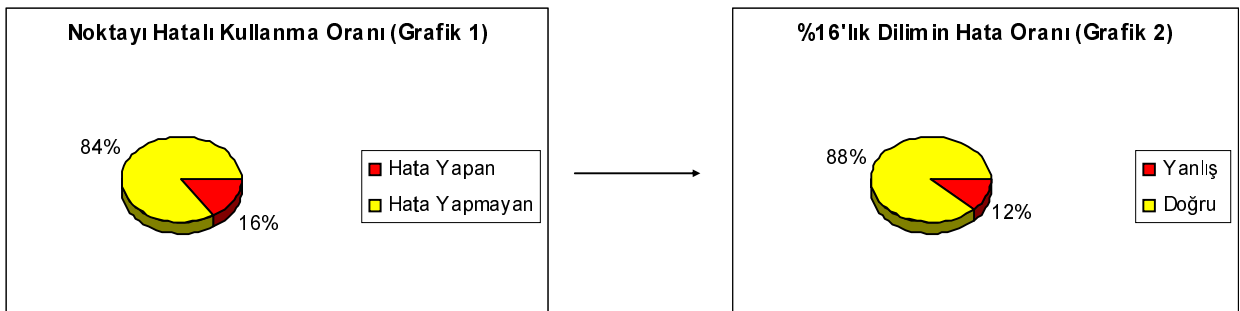 Noktayı Hatalı Kullanma Oranı (Grafik 1)
84%
16%
Hata Yapan
Hata Yapmayan
%16'lık Dilimin Hata Oranı (Grafik 2)
88%
12%
Yanlış
Doğru